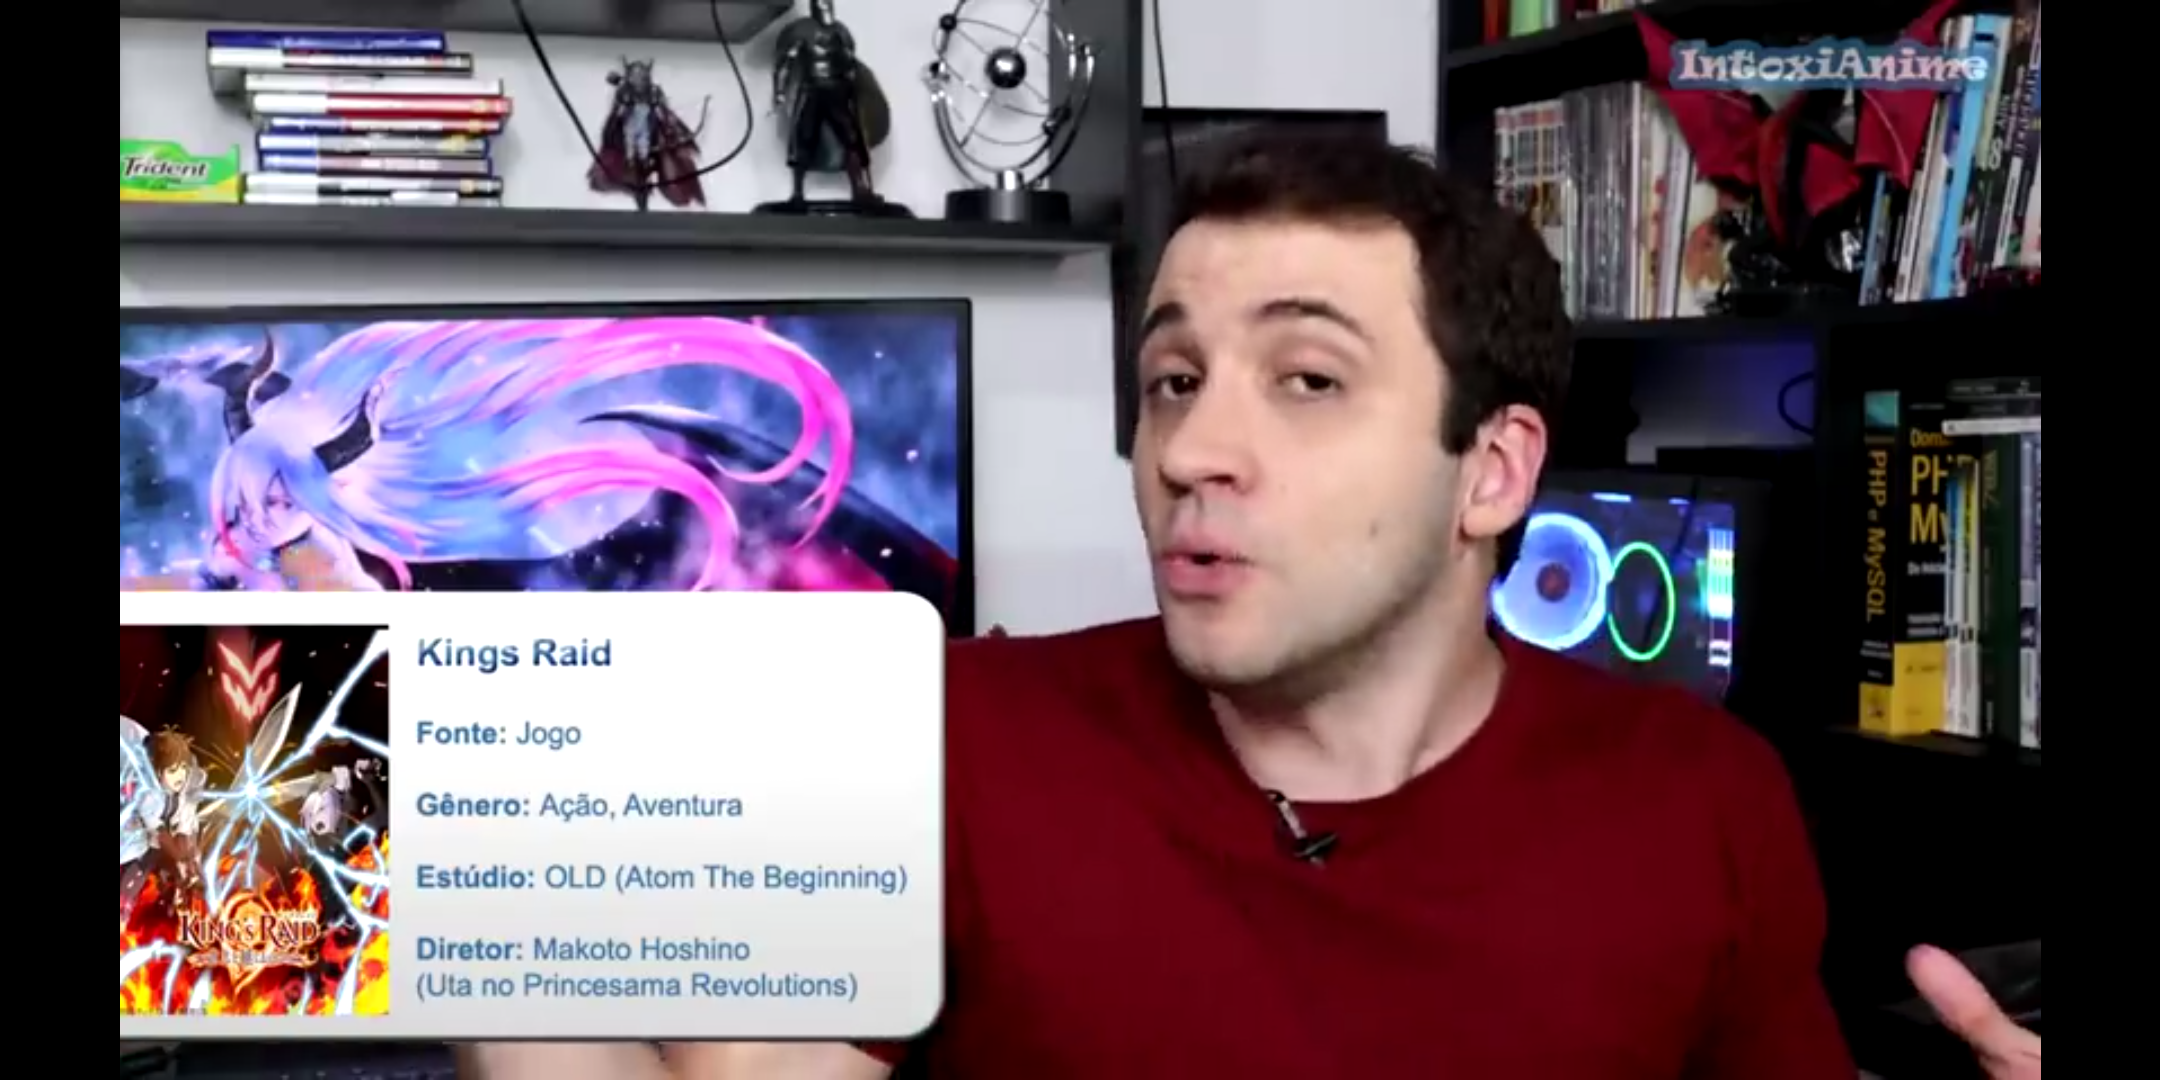 IntoxiAnime
Trident
PHP e MySQL
Kings Raid
Fonte: Jogo
Gênero: Ação, Aventura
Estúdio: OLD (Atom The Beginning)
Diretor: Makoto Hoshino
(Uta no Princesama Revolutions)
KING'S RAID